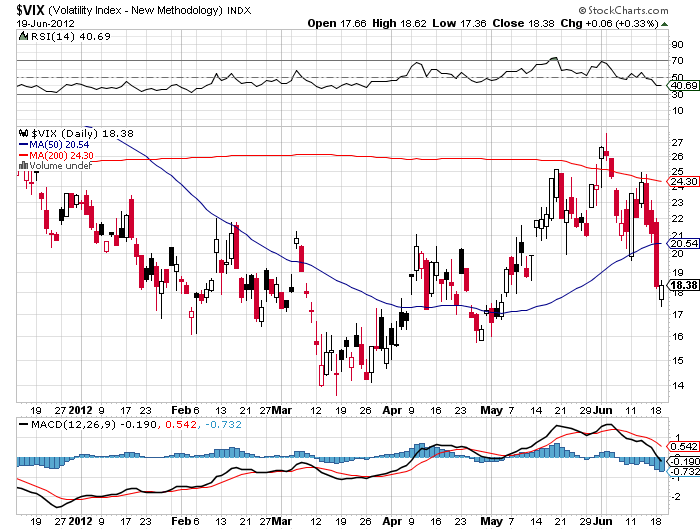 $VIX (Volatility Index - New Methodology) INDX
© StockCharts.com
19-Jun-2012
Open 17.66 High 18.62 Low 17.36 Close 18.38 Chg +0.06 (+0.33%)
RSI(14) 40.69
90
70
50
40.69
30
10
$VIX (Daily) 18.38
MA(50) 20.54
MA(200) 24.30
Volume undef
27
26
25
24.30
23
22
21
20.54
19
18.38
17
16
15
14
19 27 2012 9 17 23 Feb 6 13 21 27 Mar 12 19 26 Apr 9 16 23 May 7 14 21 29 Jun 11 18
MACD(12,26,9) -0.190, 0.542, -0.732
1
0.542
-0.190
-0.732
-1
-2
19 27 2012 9 17 23 Feb 6 13 21 27 Mar 12 19 26 Apr 9 16 23 May 7 14 21 29 Jun 11 18